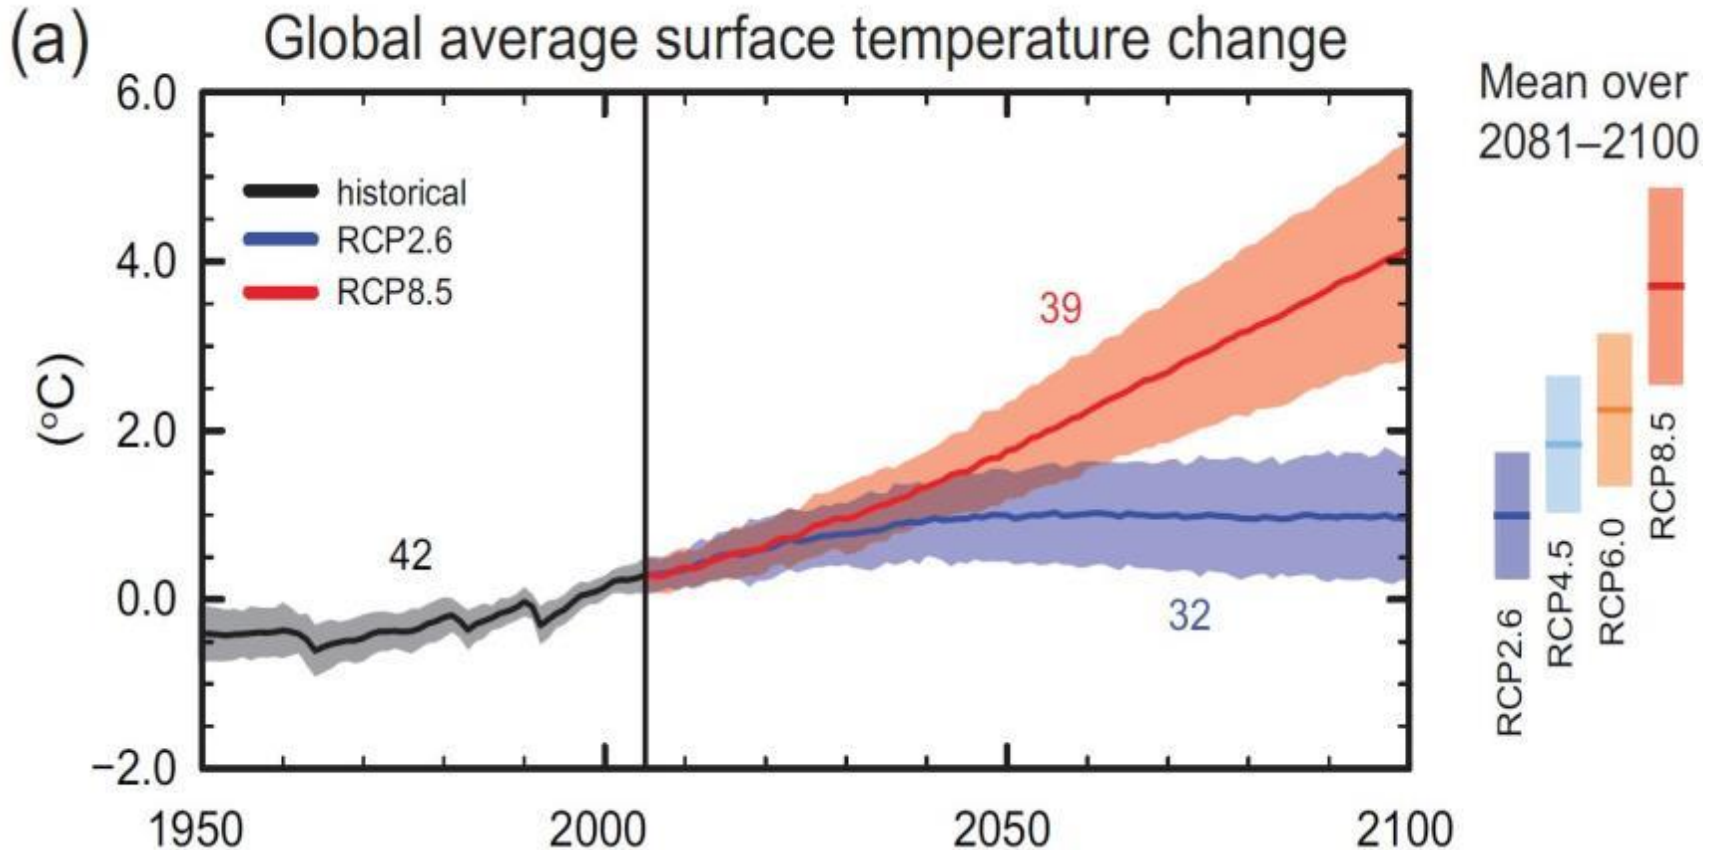 (a) Global average surface temperature change
Mean over
2081–2100
6.0
4.0
2.0
0.0
−2.0
(°C)
historical
RCP2.6
RCP8.5
42
39
32
1950
2000
2050
2100
RCP2.6
RCP4.5
RCP6.0
RCP8.5